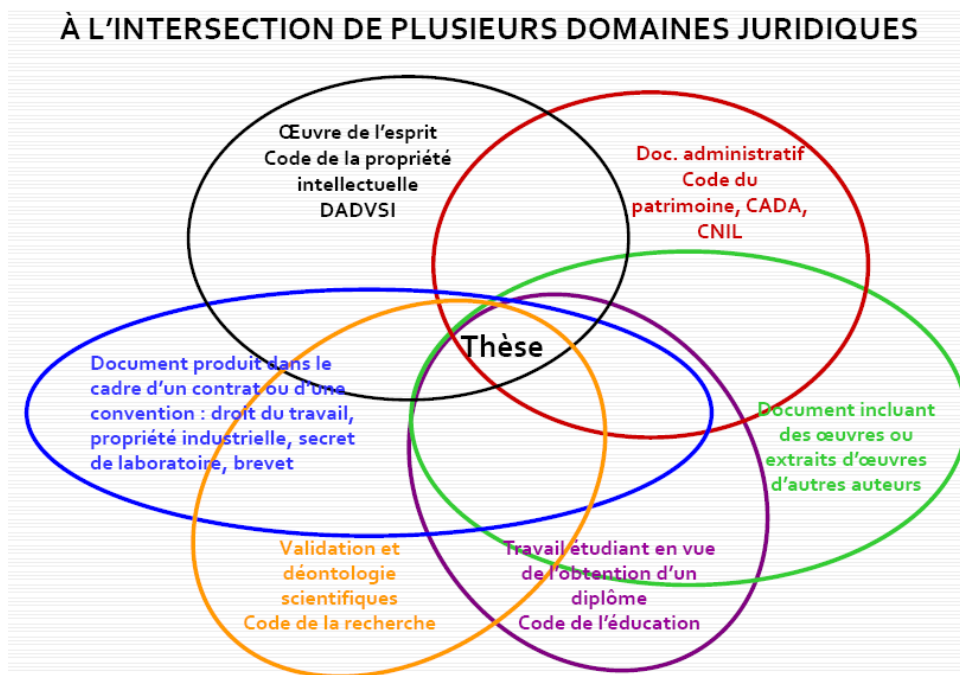 À L'INTERSECTION DE PLUSIEURS DOMAINES JURIDIQUES
Œuvre de l'esprit
Code de la propriété
intellectuelle
DADVSI
Doc. administratif
Code du
patrimoine, CADA,
CNIL
Thèse
Document produit dans le
cadre d'un contrat ou d'une
convention : droit du travail,
propriété industrielle, secret
de laboratoire, brevet
Document incluant
des œuvres ou
extraits d'œuvres
d'autres auteurs
Validation et
déontologie
scientifiques
Code de la recherche
Travail étudiant en vue
de l'obtention d'un
diplôme
Code de l'éducation